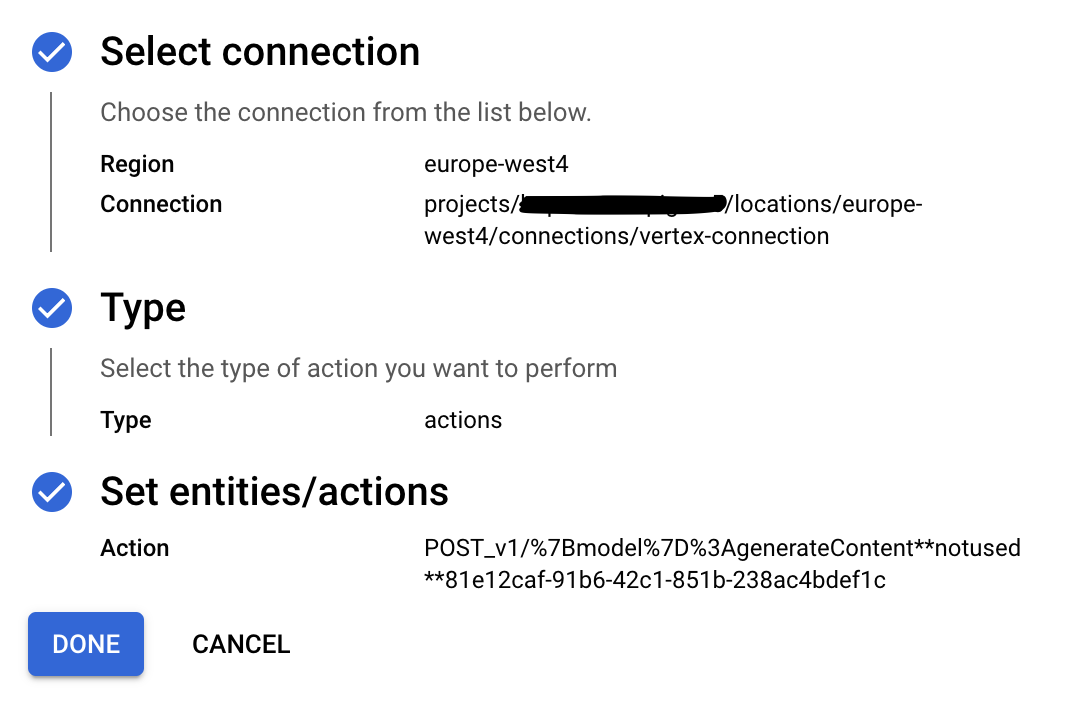 Select connection
Choose the connection from the list below.
Region europe-west4
Connection projects/ /locations/europe-
west4/connections/vertex-connection
Type
Select the type of action you want to perform
Type actions
Set entities/actions
Action POST_v1/%7Bmodel%7D%3AgenerateContent**notused
**81e12caf-91b6-42c1-851b-238ac4bdef1c
DONE CANCEL